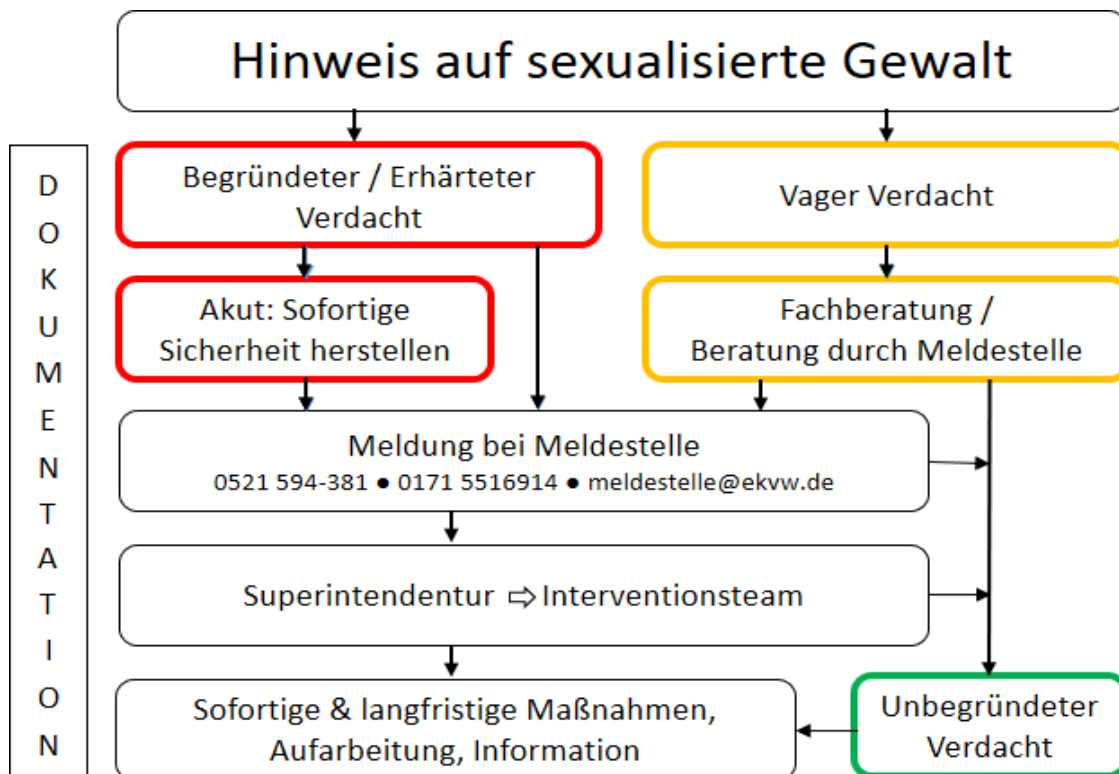 Hinweis auf sexualisierte Gewalt
DOKUMENTATION
Begründeter / Erhärteter
Verdacht
Vager Verdacht
Akut: Sofortige
Sicherheit herstellen
Fachberatung /
Beratung durch Meldestelle
Meldung bei Meldestelle
0521 594-381 ● 0171 5516914 ● meldestelle@ekvw.de
Superintendentur ⇨ Interventionsteam
Sofortige & langfristige Maßnahmen,
Aufarbeitung, Information
Unbegründeter
Verdacht